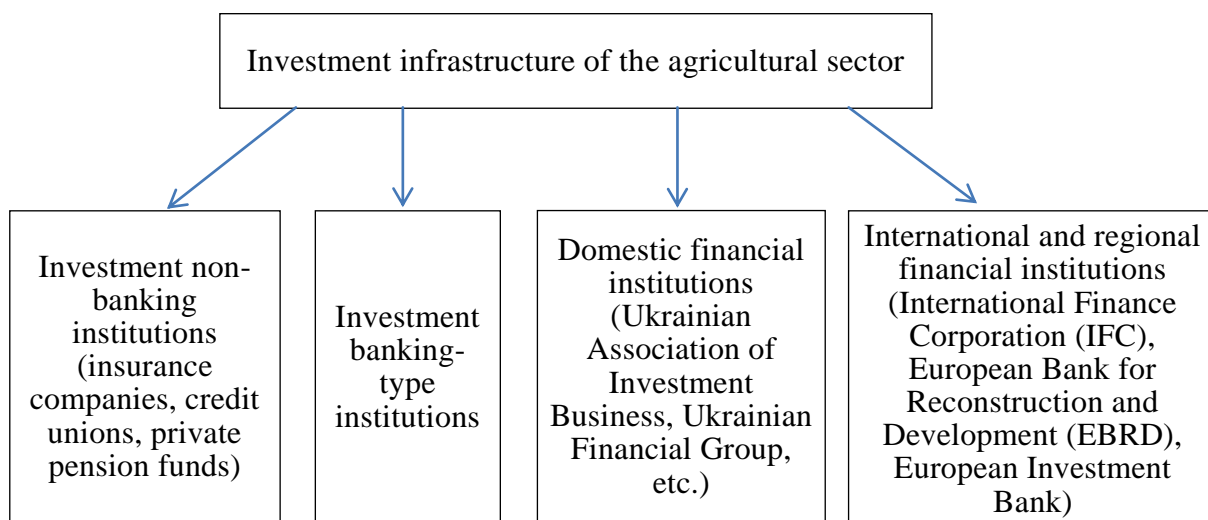 Investment infrastructure of the agricultural sector
Investment non-
banking
institutions
(insurance
companies, credit
unions, private
pension funds)
Investment
banking-
type
institutions
Domestic financial
institutions
(Ukrainian
Association of
Investment
Business, Ukrainian
Financial Group,
etc.)
International and regional
financial institutions
(International Finance
Corporation (IFC),
European Bank for
Reconstruction and
Development (EBRD),
European Investment
Bank)